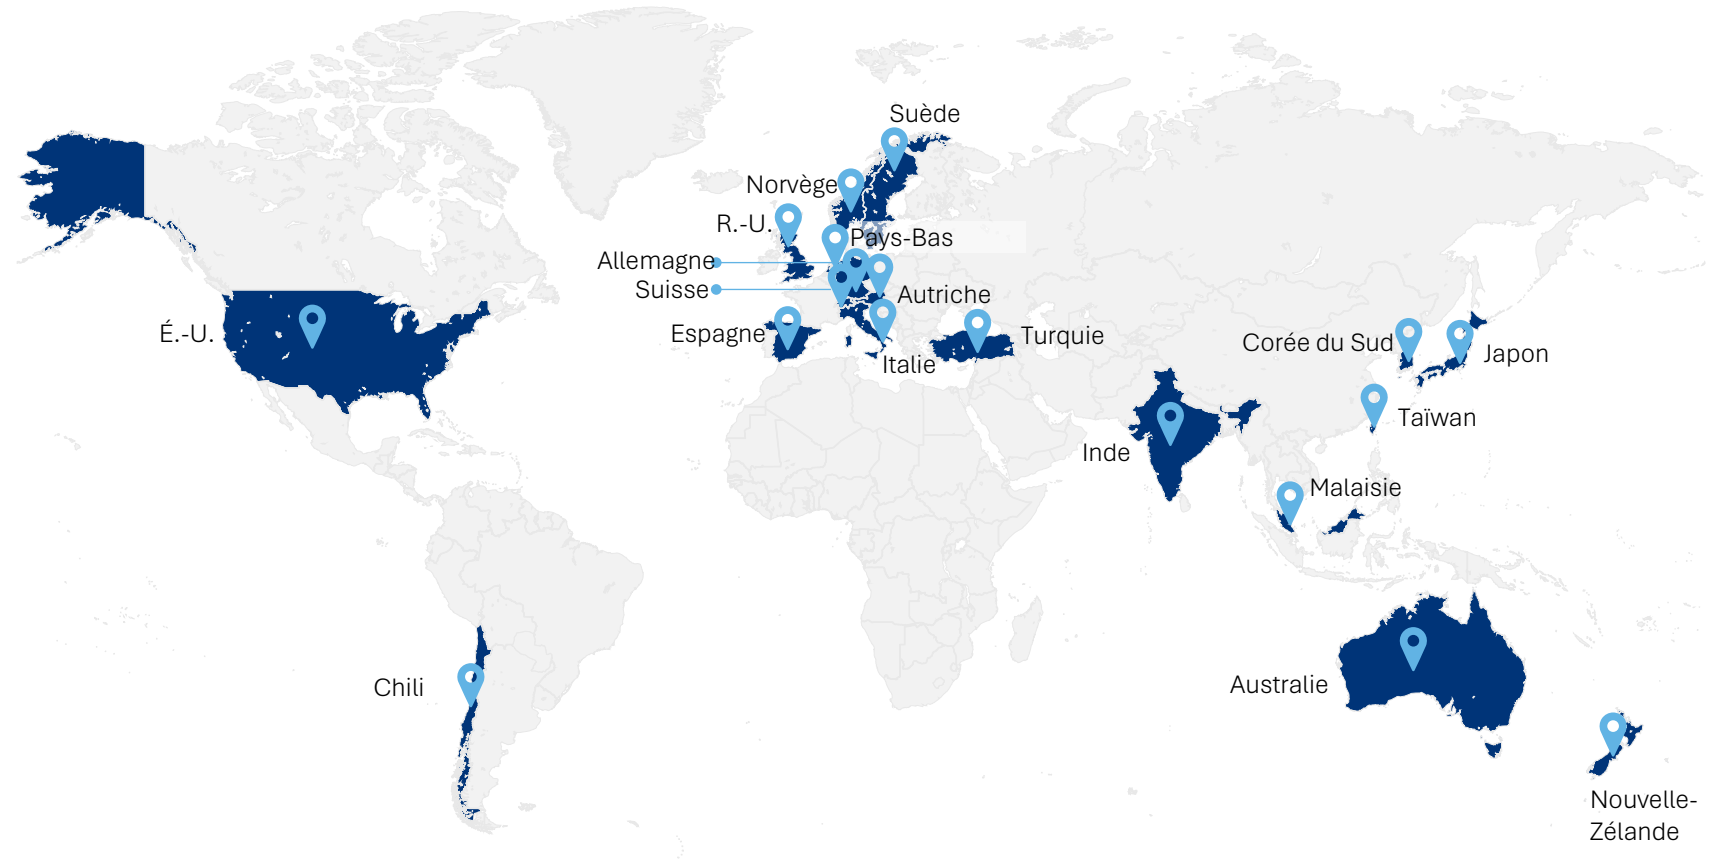 Suède
Norvège
R.-U.
Pays-Bas
Allemagne
Suisse
Autriche
É.-U.
Espagne
Italie
Turquie
Corée du Sud
Japon
Taïwan
Inde
Malaisie
Chili
Australie
Nouvelle-
Zélande